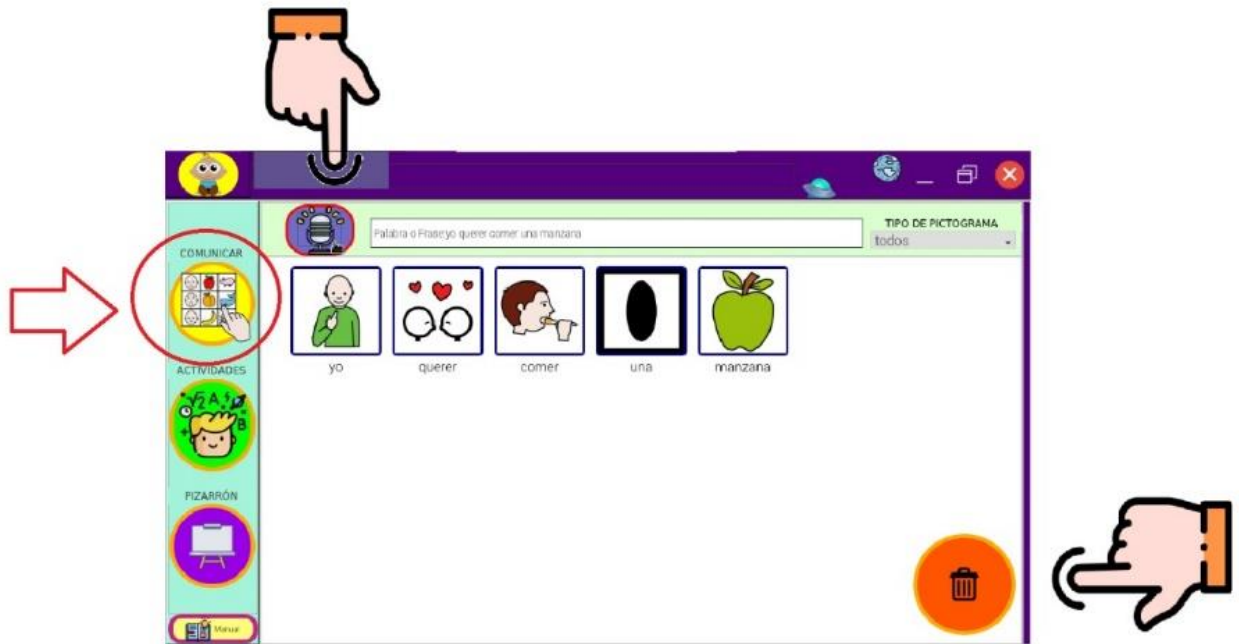 COMUNICAR
ACTIVIDADES
PIZARRÓN
Manual
Palabra o Frase:yo querer comer una manzana
TIPO DE PICTOGRAMA
todos
yo querer comer una manzana